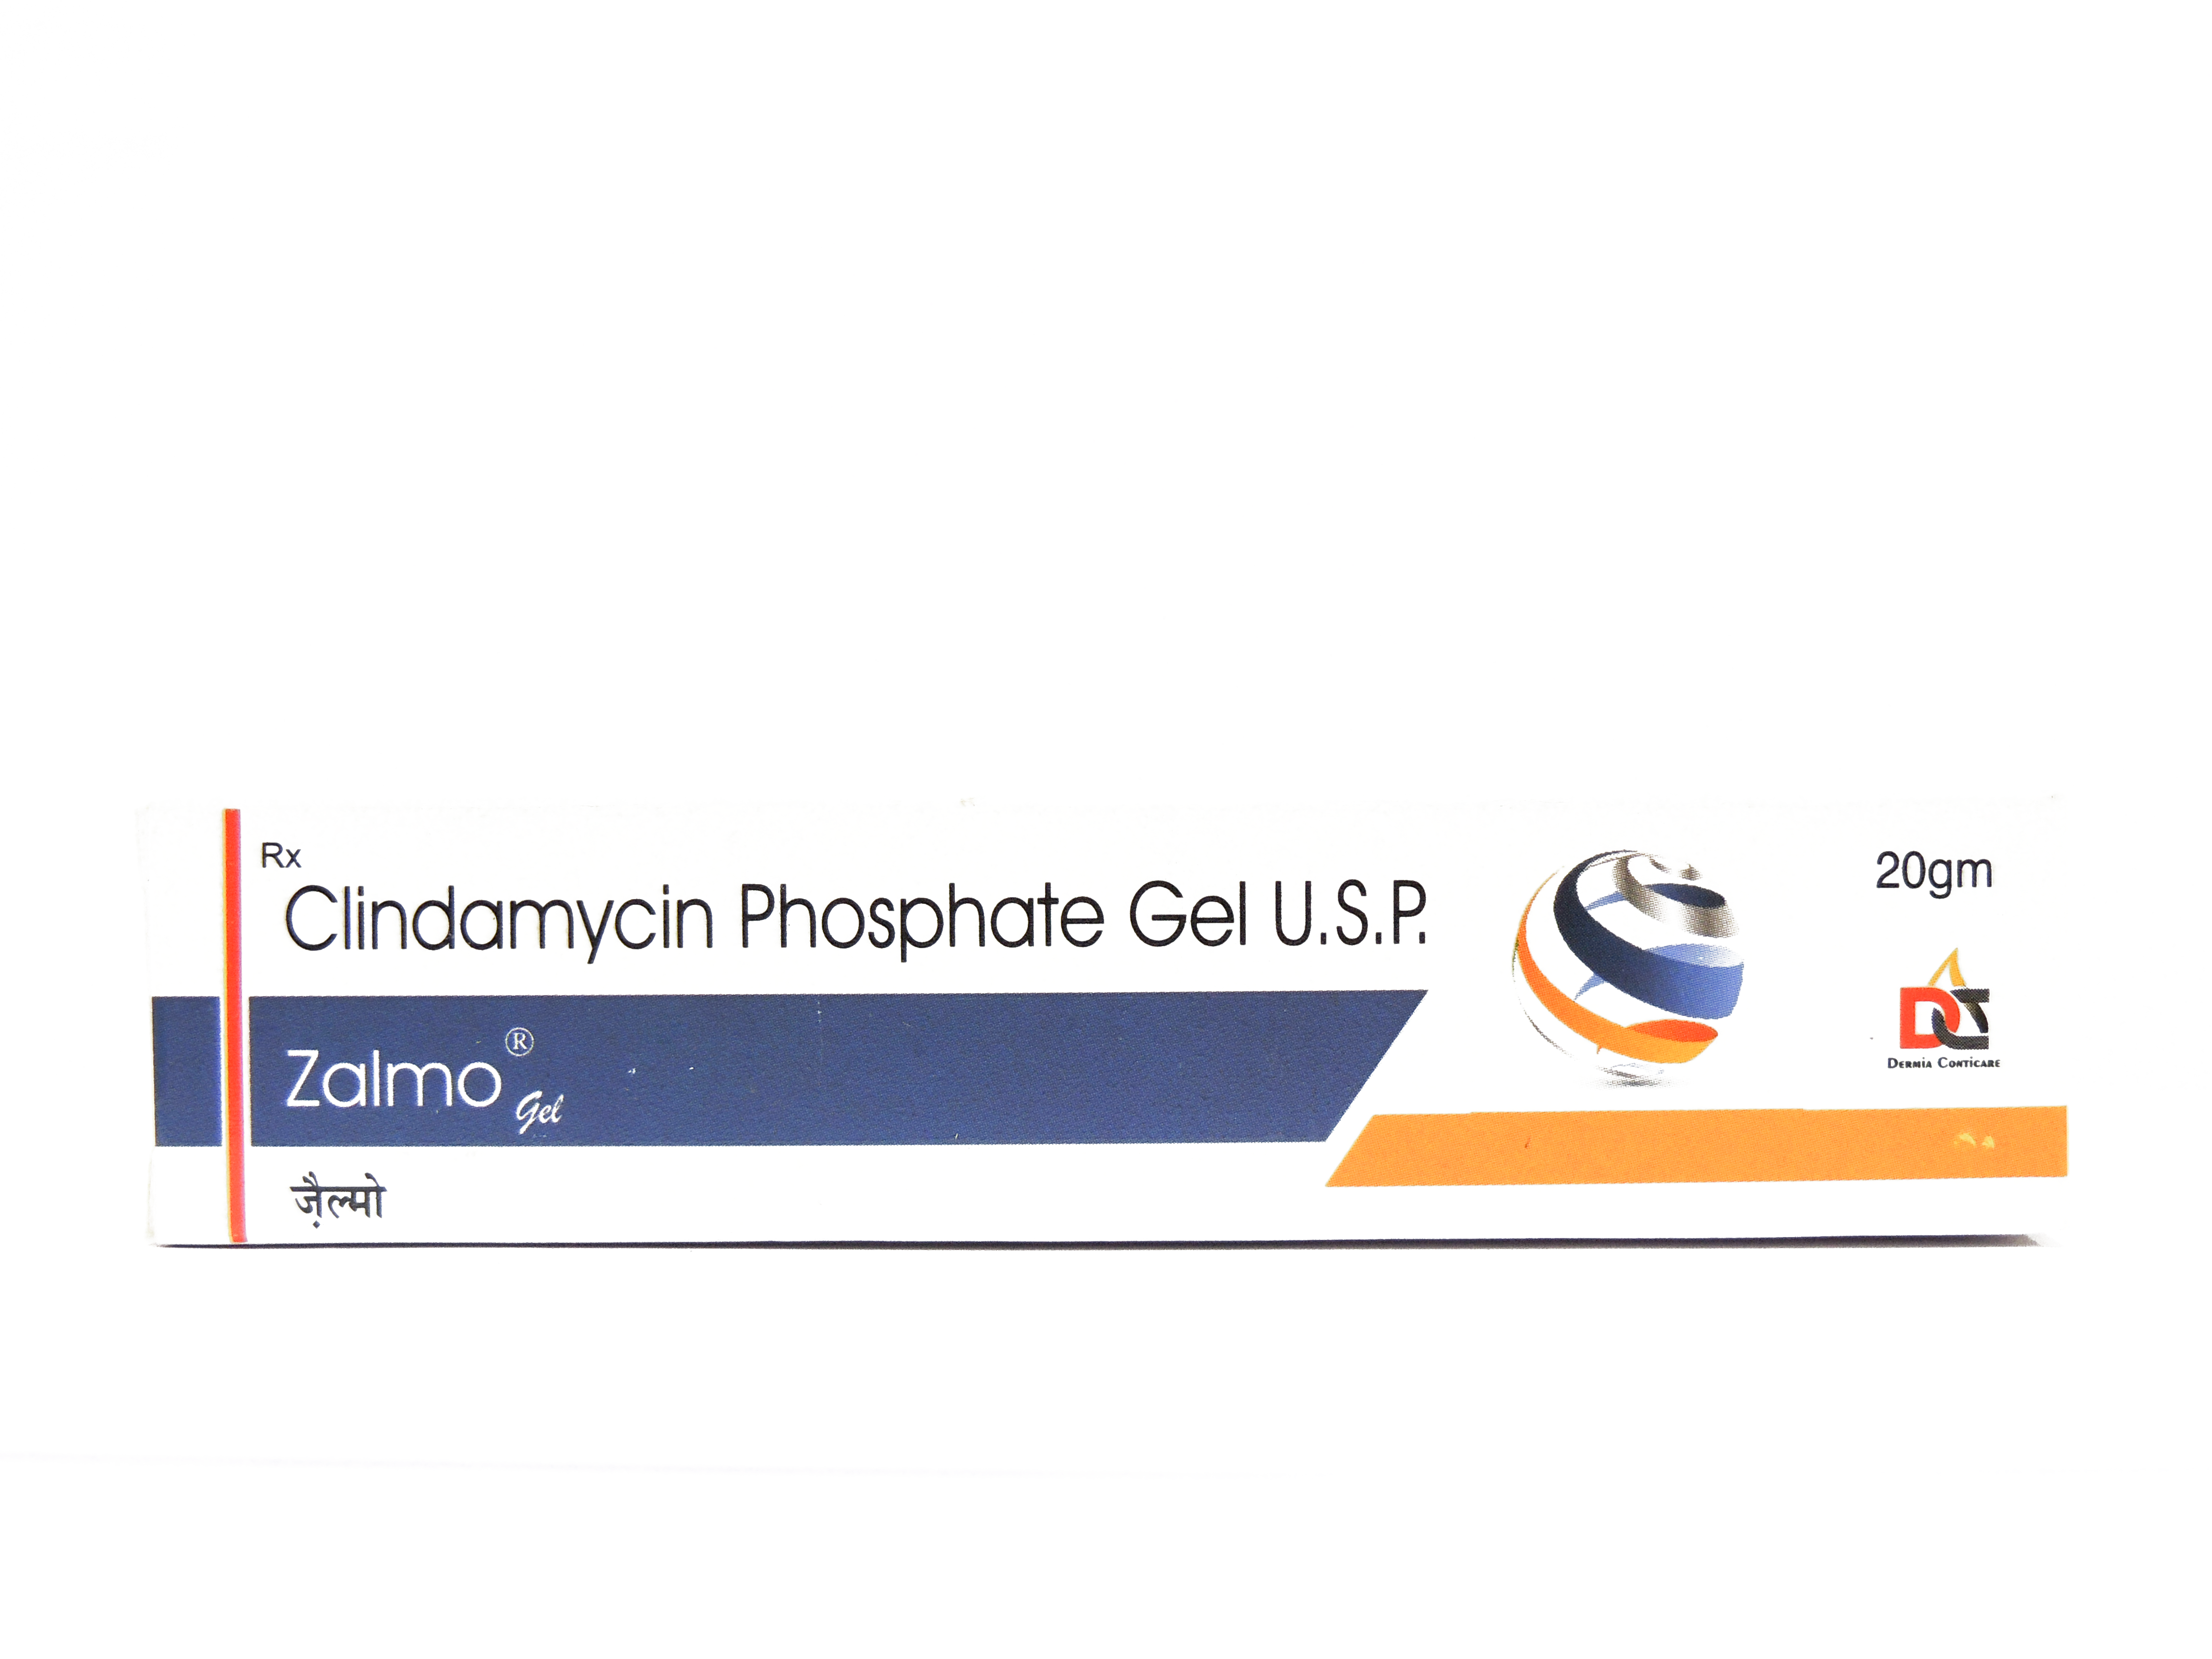 Rx
Clindamycin Phosphate Gel U.S.P.
20gm
Zalmo® Gel
DERMIA CONTICARE
ज़ैल्मो